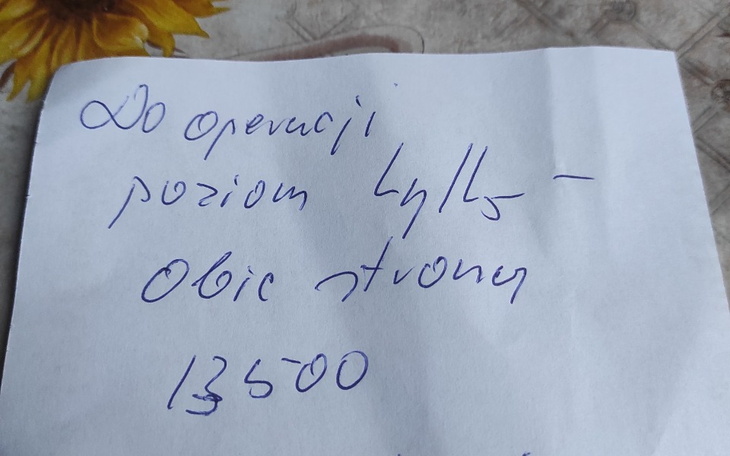 Do operacji
poziom L4/L5 -
Obie strony
13500